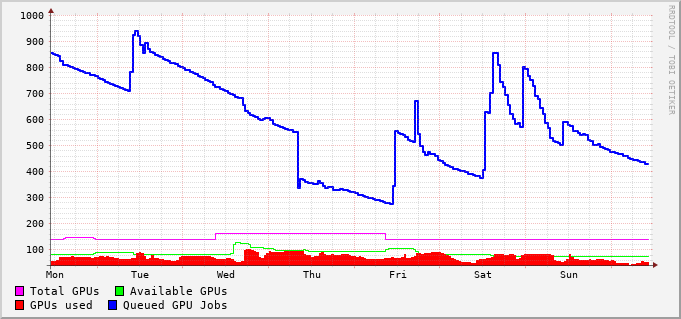 1000
900
800
700
600
500
400
300
200
100
Mon Tue Wed Thu Fri Sat Sun
Total GPUs Available GPUs
GPUs used Queued GPU Jobs
RRDTOOL / TOBI OETIKER